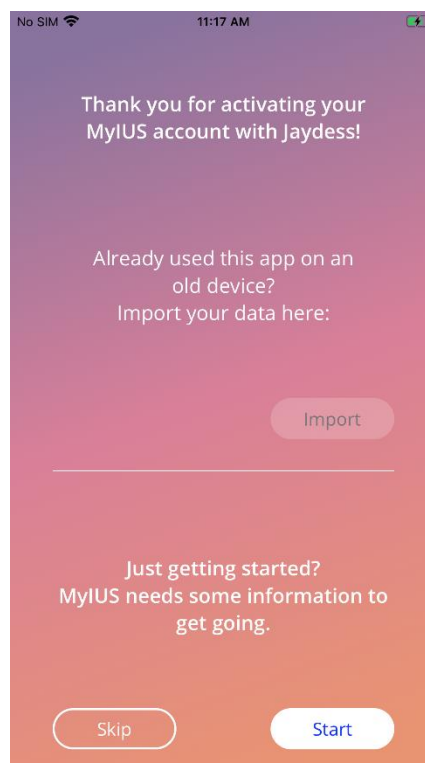 No SIM 11:17 AM
Thank you for activating your
MyIUS account with Jaydess!
Already used this app on an
old device?
Import your data here:
Import
Just getting started?
MyIUS needs some information to
get going.
Skip Start